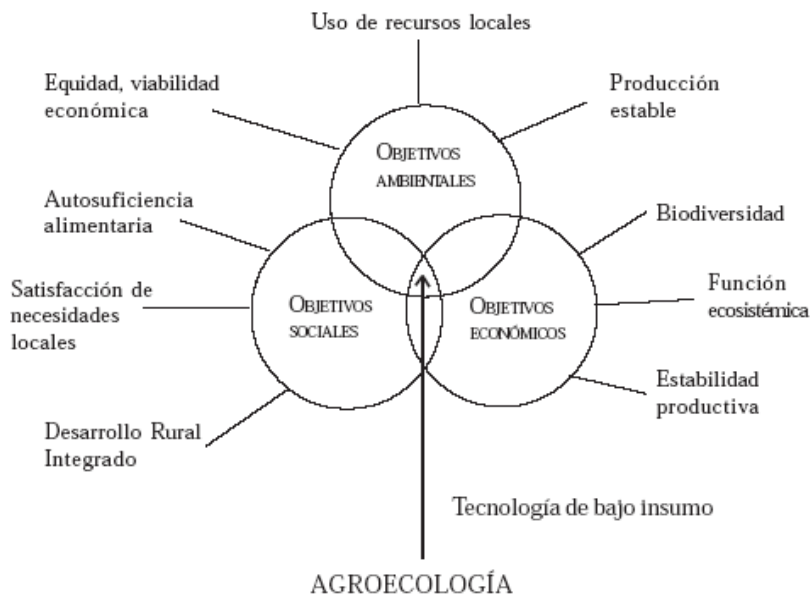 Uso de recursos locales
Equidad, viabilidad
económica
Producción
estable
OBJETIVOS
AMBIENTALES
Autosuficiencia
alimentaria
Biodiversidad
Satisfacción de
necesidades
locales
OBJETIVOS
SOCIALES
OBJETIVOS
ECONÓMICOS
Función
ecosistémica
Estabilidad
productiva
Desarrollo Rural
Integrado
Tecnología de bajo insumo
AGROECOLOGÍA